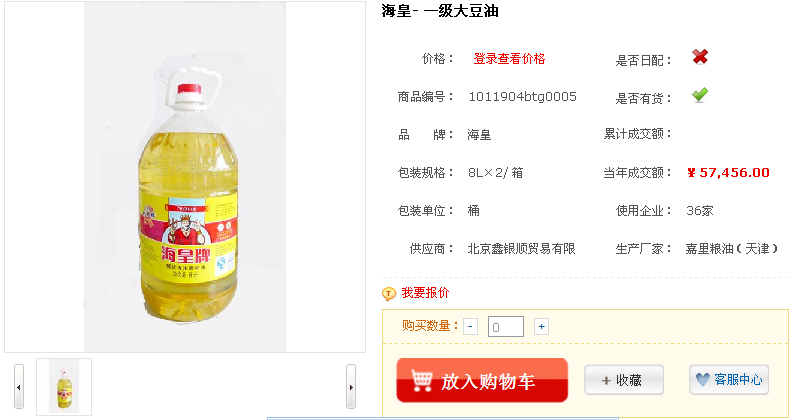 海皇- 一级大豆油
价格： 登录查看价格 是否日配：
商品编号： 1011904btg0005 是否有货：
品 牌： 海皇 累计成交额：
包装规格： 8L×2/ 箱 当年成交额： ¥ 57,456.00
包装单位： 桶 使用企业： 36家
供应商： 北京鑫银顺贸易有限 生产厂家： 嘉里粮油（天津）
我要报价
购买数量： - 0 +
放入购物车 + 收藏 客服中心
海皇牌